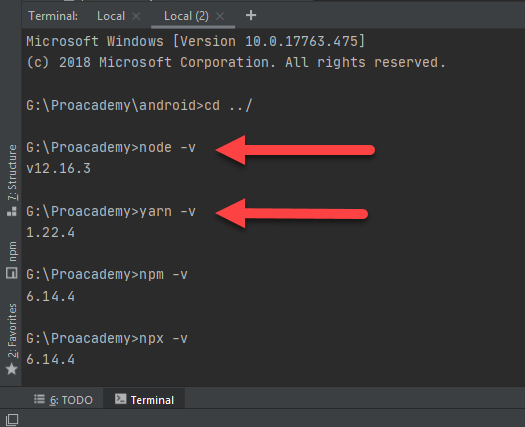 Terminal: Local × Local (2) × +
Microsoft Windows [Version 10.0.17763.475]
(c) 2018 Microsoft Corporation. All rights reserved.
G:\Proacademy\android>cd ../
G:\Proacademy>node -v
v12.16.3
G:\Proacademy>yarn -v
1.22.4
G:\Proacademy>npm -v
6.14.4
G:\Proacademy>npx -v
6.14.4
7: Structure
npm
2: Favorites
6: TODO
Terminal